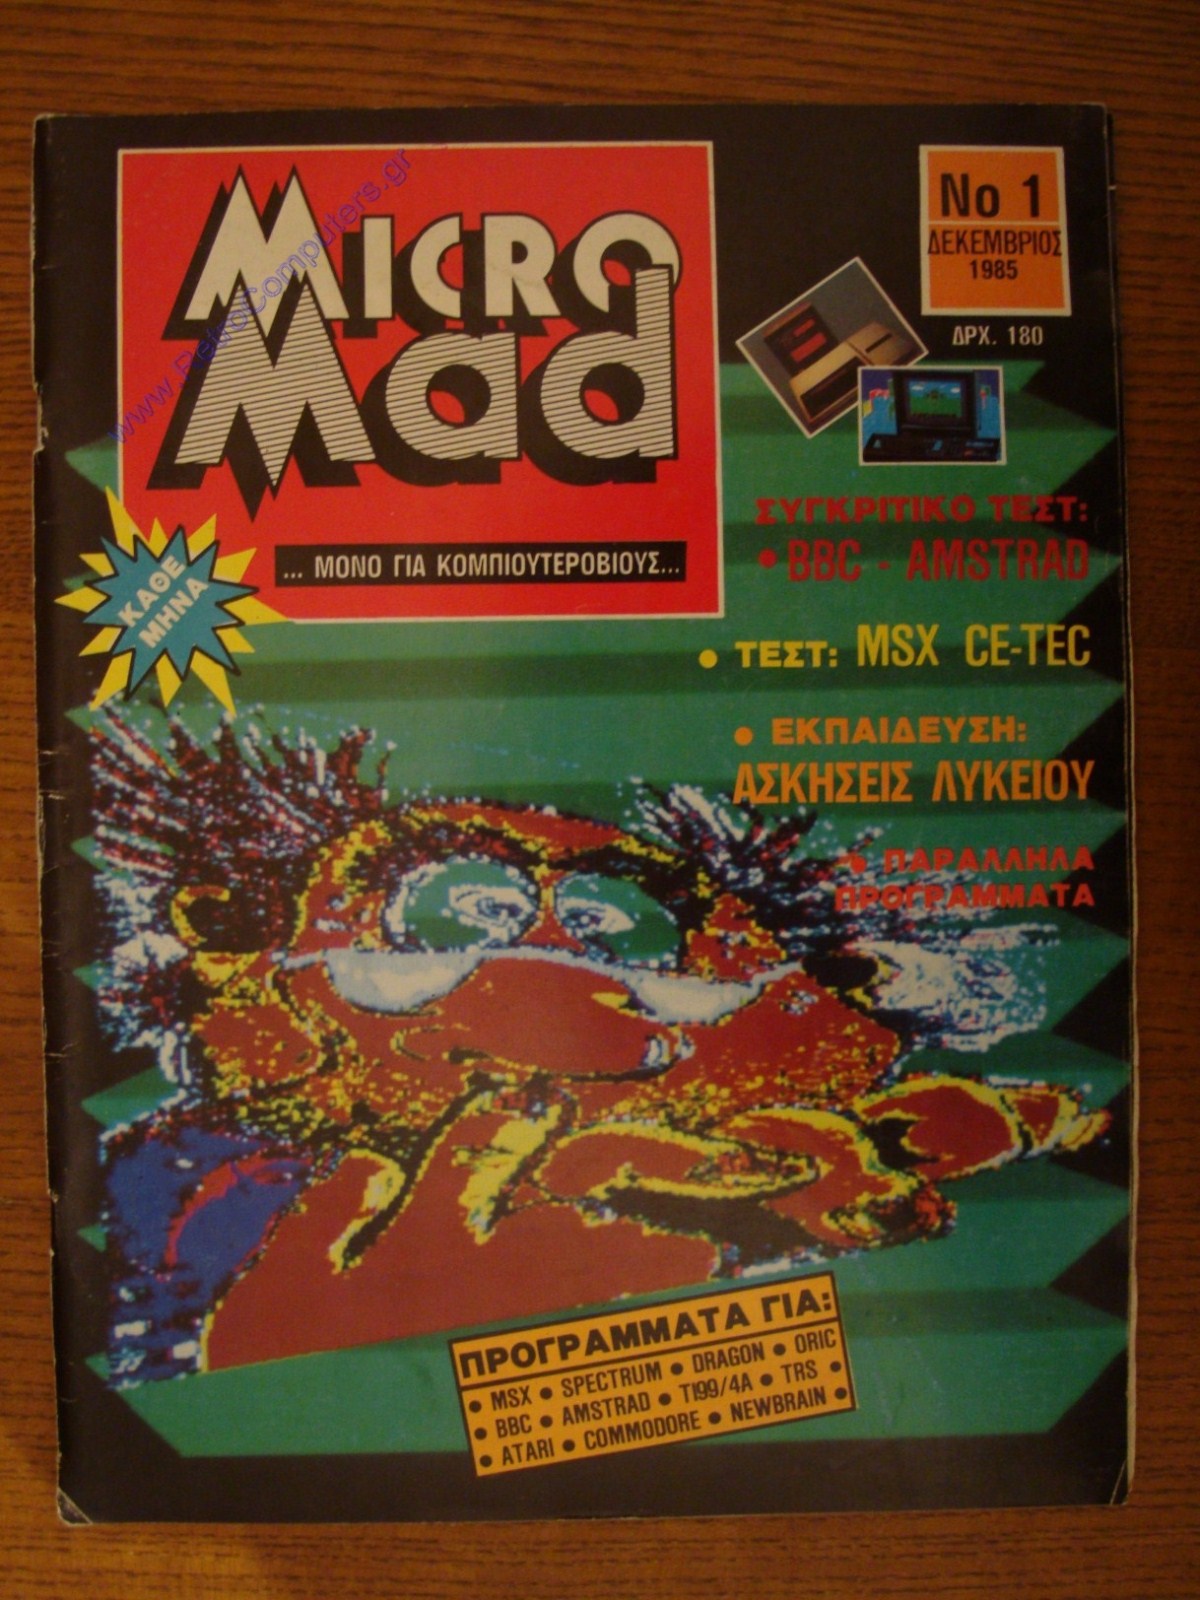 www.RetroComputers.gr
MICRO
Mad
... ΜΟΝΟ ΓΙΑ ΚΟΜΠΙΟΥΤΕΡΟΒΙΟΥΣ...
ΚΑΘΕ
ΜΗΝΑ
No 1
ΔΕΚΕΜΒΡΙΟΣ
1985
ΔΡΧ. 180
ΣΥΓΚΡΙΤΙΚΟ ΤΕΣΤ:
• BBC - AMSTRAD
• ΤΕΣΤ: MSX CE-TEC
• ΕΚΠΑΙΔΕΥΣΗ:
ΑΣΚΗΣΕΙΣ ΛΥΚΕΙΟΥ
• ΠΑΡΑΛΛΗΛΑ
ΠΡΟΓΡΑΜΜΑΤΑ
ΠΡΟΓΡΑΜΜΑΤΑ ΓΙΑ:
• MSX • SPECTRUM • DRAGON • ORIC
• BBC • AMSTRAD • TI99/4A • TRS •
• ATARI • COMMODORE • NEWBRAIN •